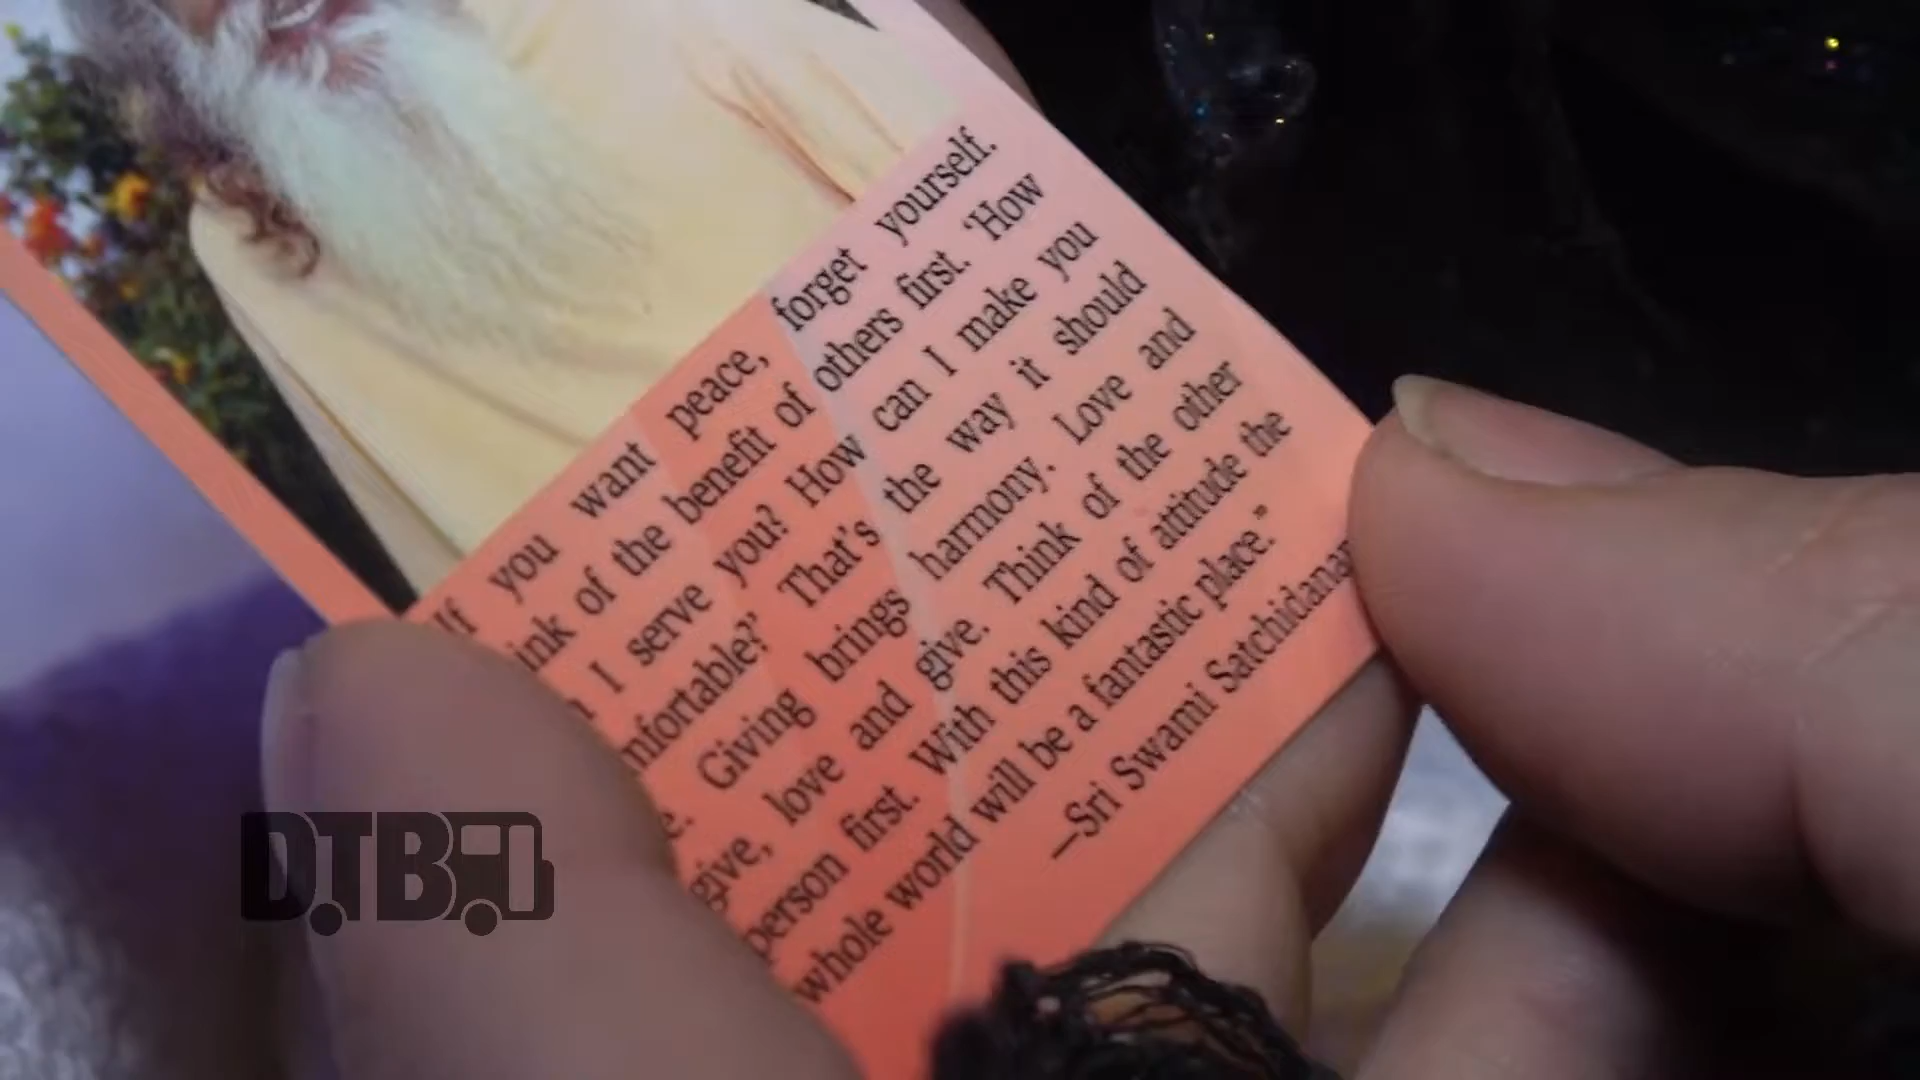 If you want peace, forget yourself.
ink of the benefit of others first. 'How
I serve you? How can I make you
mfortable?' That's the way it should
e. Giving brings harmony. Love and
give, love and give. Think of the other
person first. With this kind of attitude the
whole world will be a fantastic place."
—Sri Swami Satchidanan
DTB